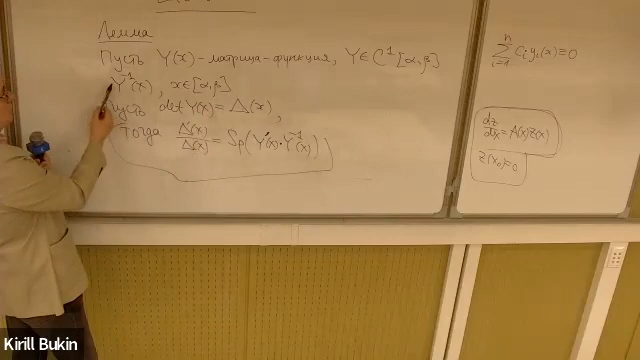 Лемма
Пусть Y(x) - матрица-функция, Y∈C¹[α,β]
Y⁻¹(x), x∈[α,β]
Пусть det Y(x) = Δ(x),
Тогда Δ'(x)/Δ(x) = Sp(Y'(x)·Y⁻¹(x))
∑ᵢ₌₁ⁿ Cᵢyᵢ(x)≡0
dz/dx = A(x)z(x)
z(x₀)=0
Kirill Bukin